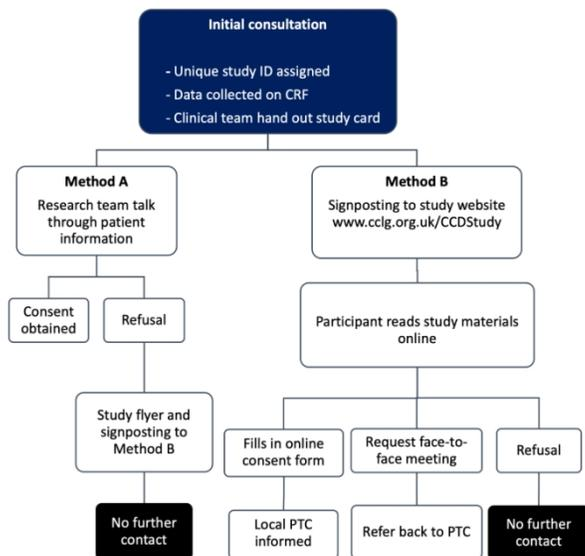 Initial consultation
- Unique study ID assigned
- Data collected on CRF
- Clinical team hand out study card
Method A
Research team talk
through patient
information
Method B
Signposting to study website
www.cclg.org.uk/CCDStudy
Consent
obtained
Refusal
Participant reads study materials
online
Study flyer and
signposting to
Method B
Fills in online
consent form
Request face-to-
face meeting
Refusal
No further
contact
Local PTC
informed
Refer back to PTC
No further
contact